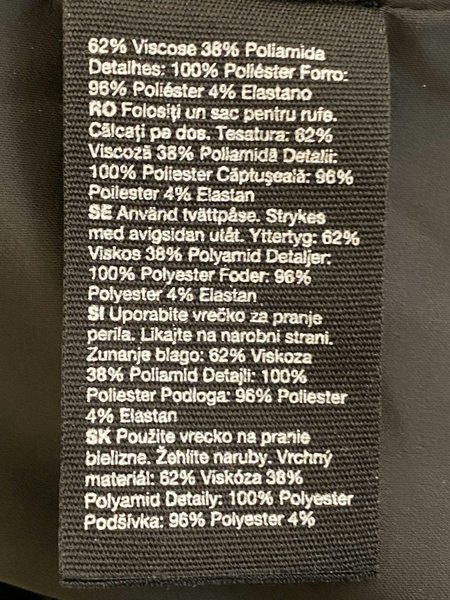 62% Viscose 38% Poliamida
Detalhes: 100% Poliéster Forro:
96% Poliéster 4% Elastano
RO Folosiți un sac pentru rufe.
Călcați pe dos. Tesatura: 62%
Viscoză 38% Poliamidă Detalii:
100% Poliester Căptușeală: 96%
Poliester 4% Elastan
SE Använd tvättpåse. Strykes
med avigsidan utåt. Yttertyg: 62%
Viskos 38% Polyamid Detaljer:
100% Polyester Foder: 96%
Polyester 4% Elastan
SI Uporabite vrečko za pranje
perila. Likajte na narobni strani.
Zunanje blago: 62% Viskoza
38% Poliamid Detajli: 100%
Poliester Podloga: 96% Poliester
4% Elastan
SK Použite vrecko na pranie
bielizne. Žehlite naruby. Vrchný
materiál: 62% Viskóza 38%
Polyamid Detaily: 100% Polyester
Podšívka: 96% Polyester 4%